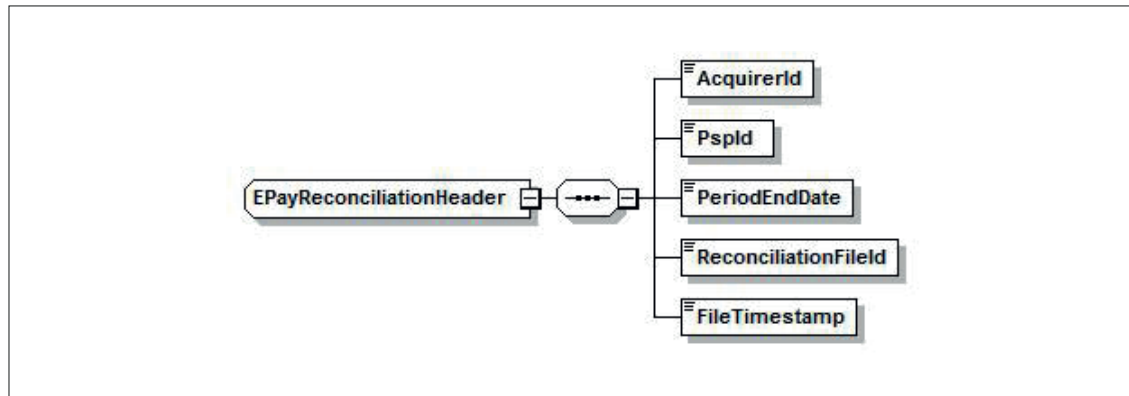 AcquirerId
PspId
EPayReconciliationHeader
PeriodEndDate
ReconciliationFileId
FileTimestamp